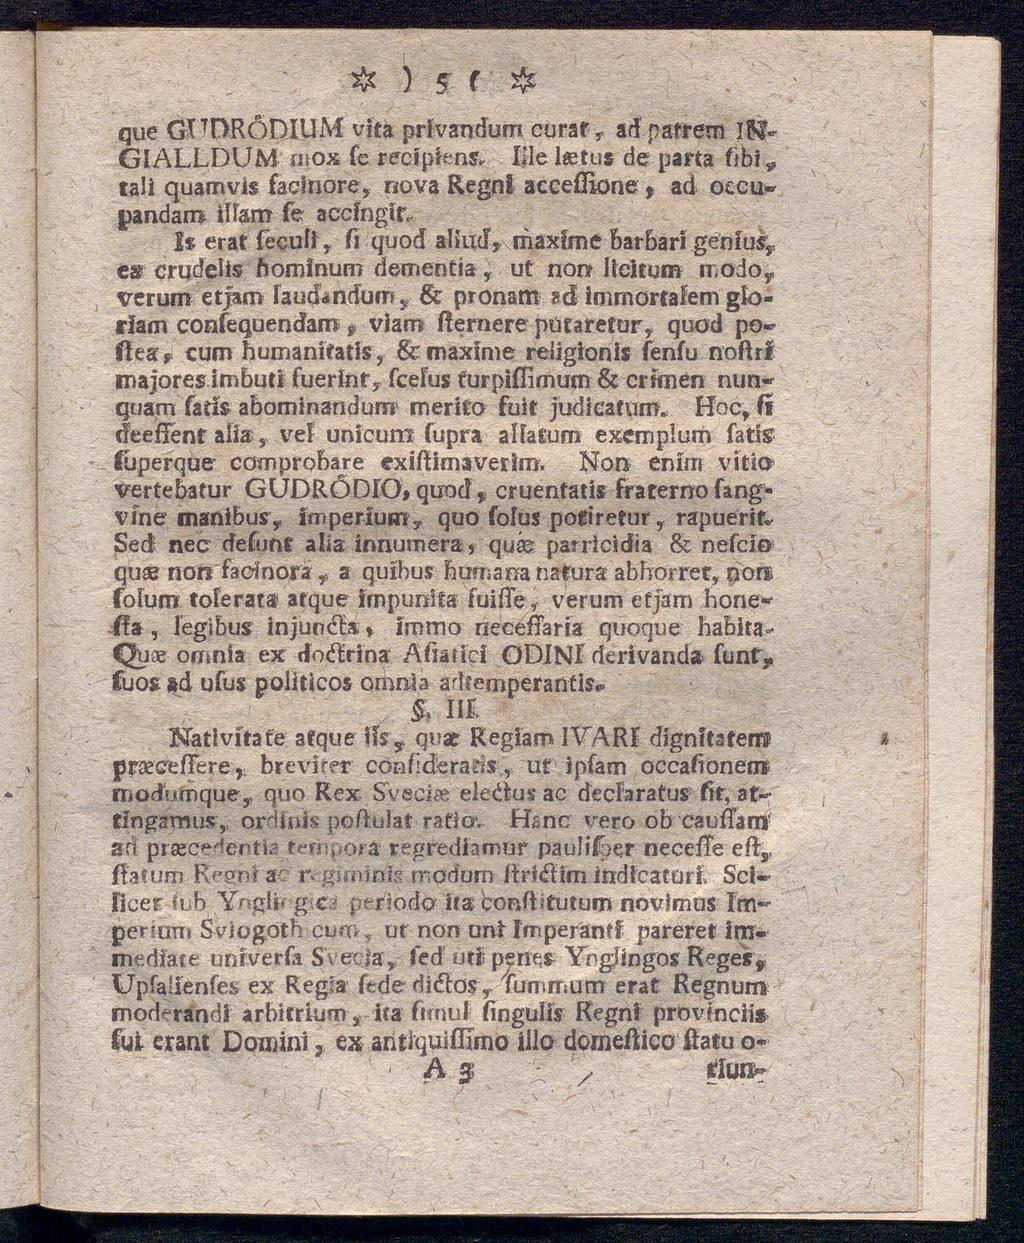 ✡ ) 5 ( ✡
que GUDRÖDIUM vita privandum curat, ad patrem IN-
GIALLDUM mox ſe recipiens. Ille lætus de parta ſibi,
tali quamvis facinore, nova Regni acceſſione, ad occu-
pandam illam ſe accingit.
Is erat ſeculi, ſi quod aliud, maxime barbari genius,
ea crudelis hominum dementia, ut non licitum modo,
verum etjam laudandum, & pronam ad immortalem glo-
riam conſequendam, viam ſternere putaretur, quod po-
ſtea, cum humanitatis, & maxime religionis ſenſu noſtri
majores imbuti fuerint, ſcelus turpiſſimum & crimen nun-
quam ſatis abominandum merito fuit judicatum. Hoc, ſi
deeſſent alia, vel unicum ſupra allatum exemplum ſatis
ſuperque comprobare exiſtimaverim. Non enim vitio
vertebatur GUDRÖDIO, quod, cruentatis fraterno ſang-
vine manibus, imperium, quo ſolus potiretur, rapuerit.
Sed nec deſunt alia innumera, quæ parricidia & neſcio
quæ non facinora, a quibus humana natura abhorret, non
ſolum tolerata atque impunita fuiſſe, verum etjam hone-
ſta, legibus injuncta, immo neceſſaria quoque habita.
Quæ omnia ex doctrina Aſiatici ODINI derivanda ſunt,
ſuos ad uſus politicos omnia adtemperantis.
§. III.
Nativitate atque iis, quæ Regiam IVARI dignitatem
præceſſere, breviter conſideratis, ut ipſam occaſionem
modumque, quo Rex Sveciæ electus ac declaratus ſit, at-
tingamus, ordinis poſtulat ratio. Hanc vero ob cauſſam
ad præcedentia tempora regrediamur pauliſper neceſſe eſt,
ſtatum Regni ac regiminis modum ſtrictim indicaturi. Sci-
licet ſub Ynglingica periodo ita conſtitutum novimus Im-
perium Sviogothicum, ut non uni Imperanti pareret im-
mediate univerſa Svecia, ſed uti penes Ynglingos Reges,
Upſalienſes ex Regia ſede dictos, ſummum erat Regnum
moderandi arbitrium, ita ſimul ſingulis Regni provinciis
ſui erant Domini, ex antiquiſſimo illo domeſtico ſtatu o-
A 3 riun-